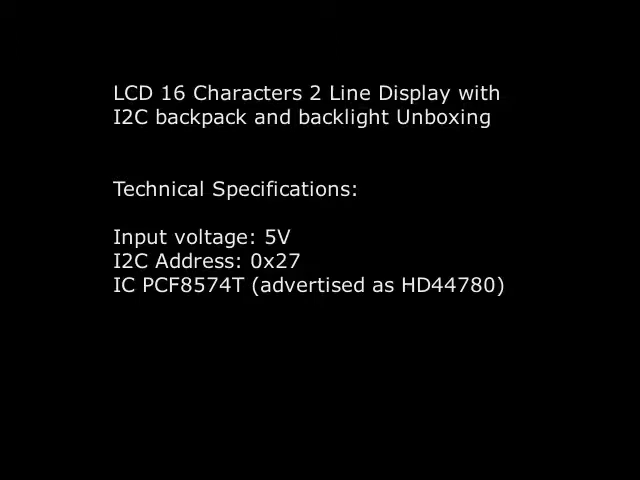 LCD 16 Characters 2 Line Display with
I2C backpack and backlight Unboxing
Technical Specifications:
Input voltage: 5V
I2C Address: 0x27
IC PCF8574T (advertised as HD44780)